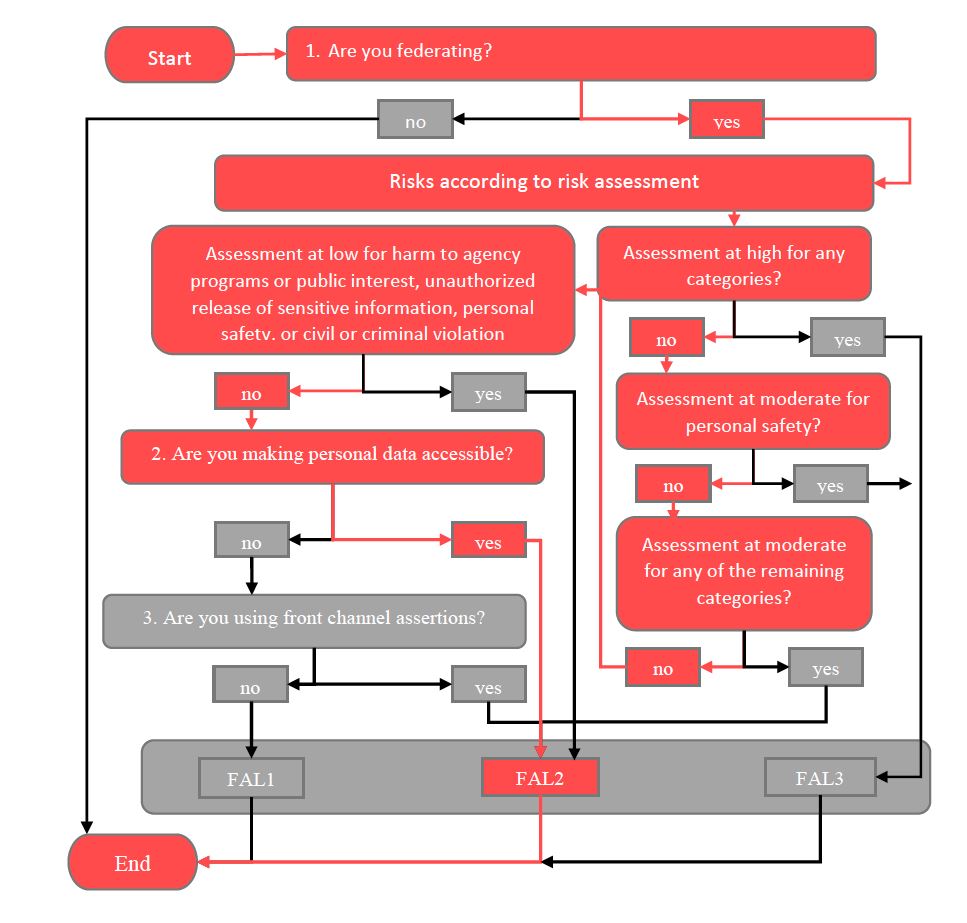 Start
1. Are you federating?
no
yes
Risks according to risk assessment
Assessment at low for harm to agency
programs or public interest, unauthorized
release of sensitive information, personal
safety. or civil or criminal violation
Assessment at high for any
categories?
no
yes
no
yes
Assessment at moderate for
personal safety?
2. Are you making personal data accessible?
no
yes
no
yes
Assessment at moderate
for any of the remaining
categories?
3. Are you using front channel assertions?
no
yes
no
yes
FAL1
FAL2
FAL3
End